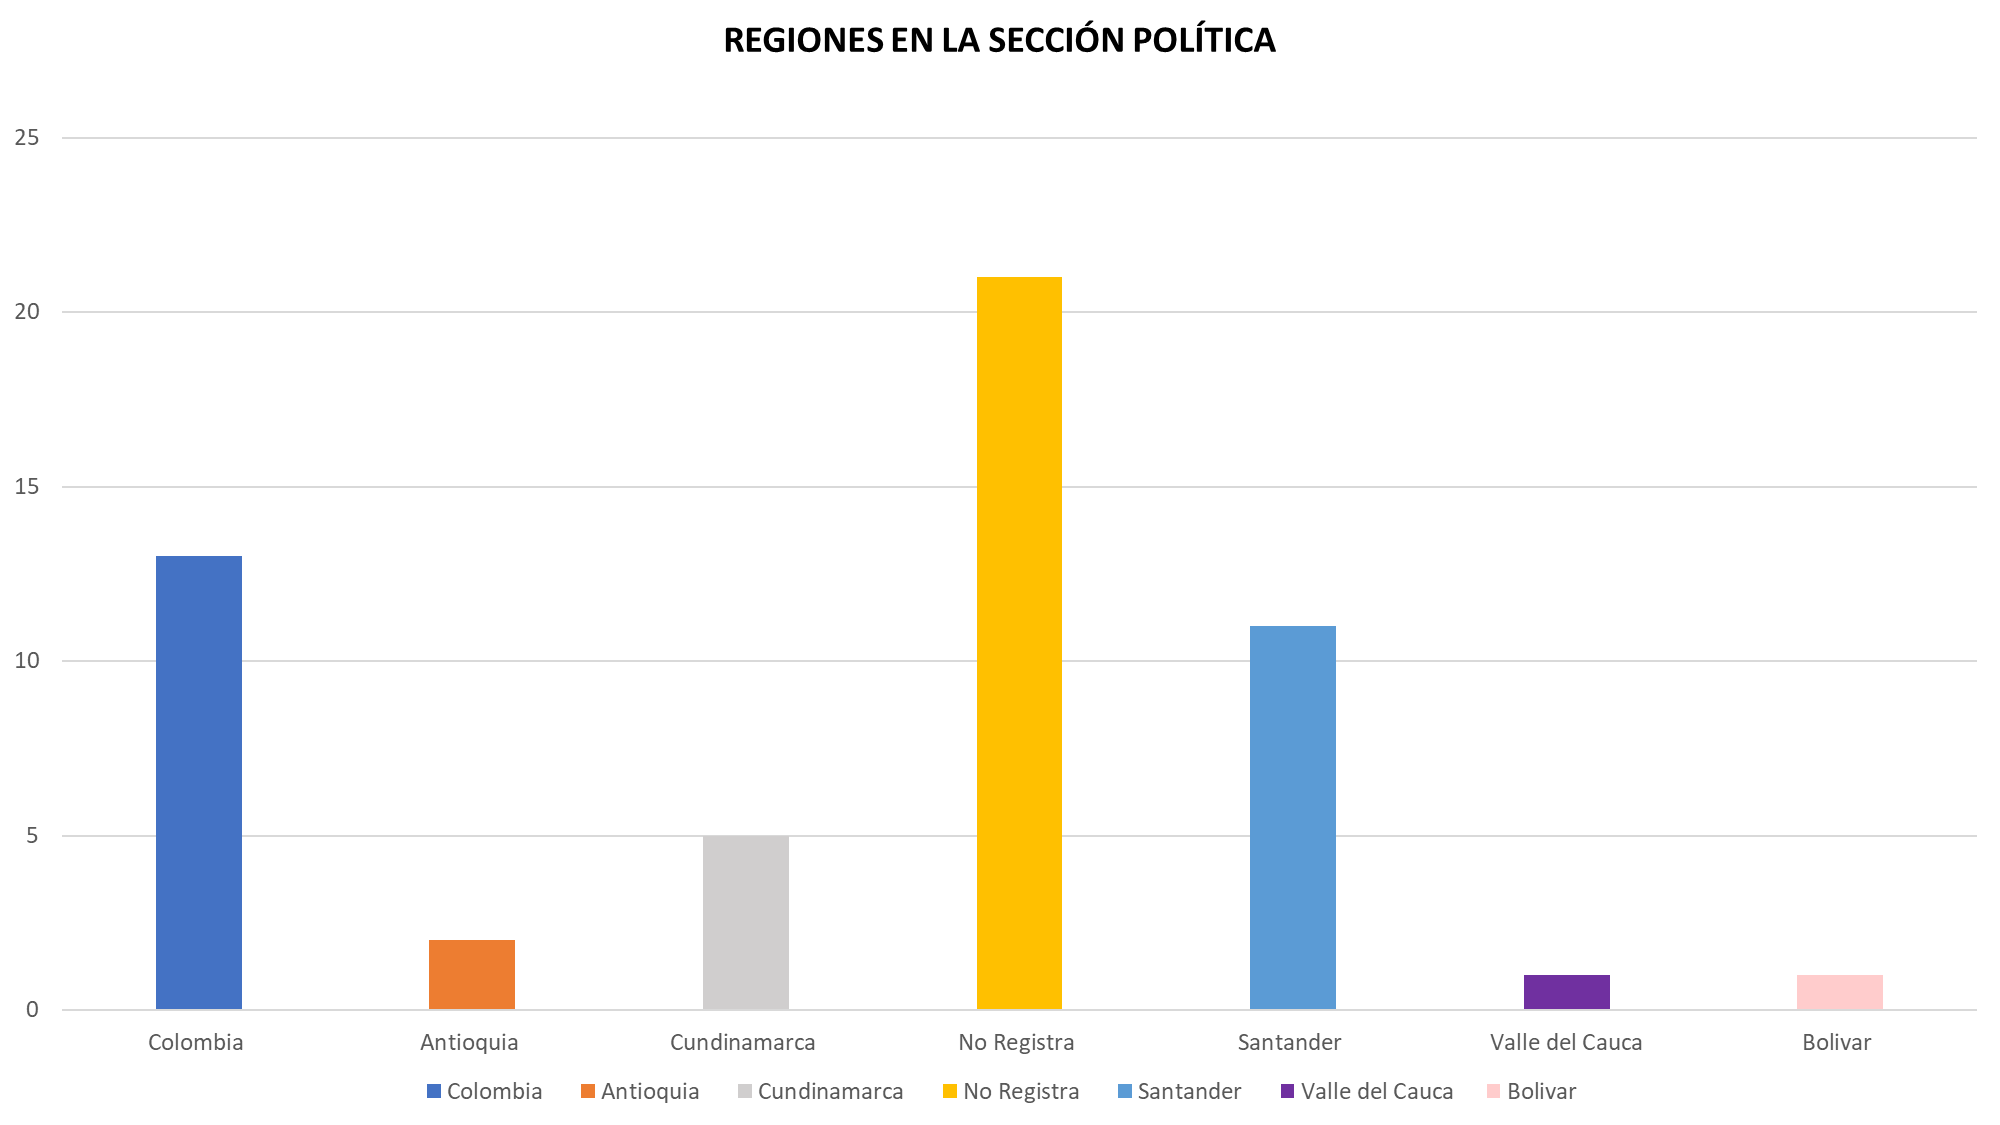 REGIONES EN LA SECCIÓN POLÍTICA
25
20
15
10
5
0
Colombia Antioquia Cundinamarca No Registra Santander Valle del Cauca Bolivar
Colombia Antioquia Cundinamarca No Registra Santander Valle del Cauca Bolivar